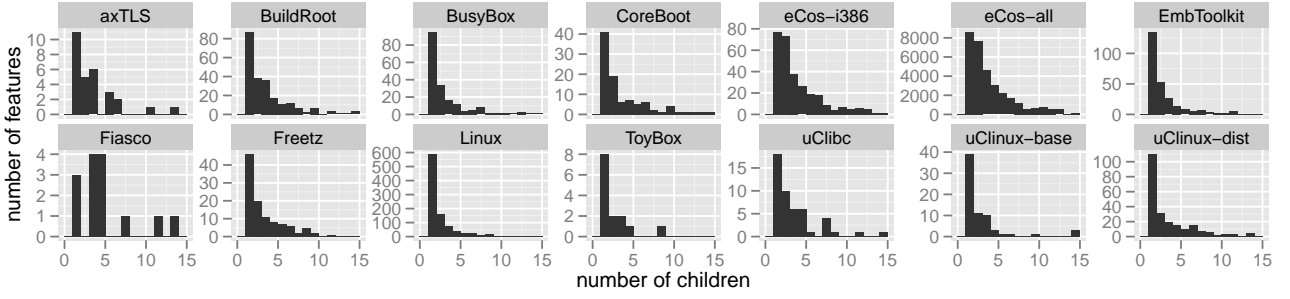 axTLS BuildRoot BusyBox CoreBoot eCos−i386 eCos−all EmbToolkit
number of features
10 8 6 4 2 0
80 60 40 20 0
80 60 40 20 0
40 30 20 10 0
80 60 40 20 0
8000 6000 4000 2000 0
100 50 0
Fiasco Freetz Linux ToyBox uClibc uClinux−base uClinux−dist
4 3 2 1 0
40 30 20 10 0
600 500 400 300 200 100 0
8 6 4 2 0
15 10 5 0
40 30 20 10 0
100 80 60 40 20 0
0 5 10 15 0 5 10 15 0 5 10 15 0 5 10 15 0 5 10 15 0 5 10 15 0 5 10 15
number of children